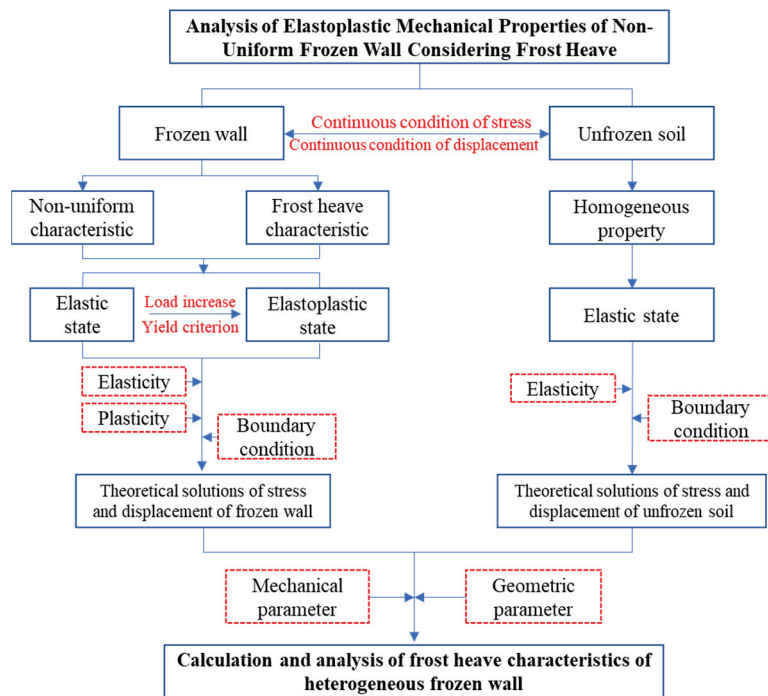 Analysis of Elastoplastic Mechanical Properties of Non-
Uniform Frozen Wall Considering Frost Heave
Frozen wall
Continuous condition of stress
Continuous condition of displacement
Unfrozen soil
Non-uniform
characteristic
Frost heave
characteristic
Homogeneous
property
Elastic
state
Load increase
Yield criterion
Elastoplastic
state
Elastic state
Elasticity
Plasticity
Boundary
condition
Elasticity
Boundary
condition
Theoretical solutions of stress
and displacement of frozen wall
Theoretical solutions of stress and
displacement of unfrozen soil
Mechanical
parameter
Geometric
parameter
Calculation and analysis of frost heave characteristics of
heterogeneous frozen wall